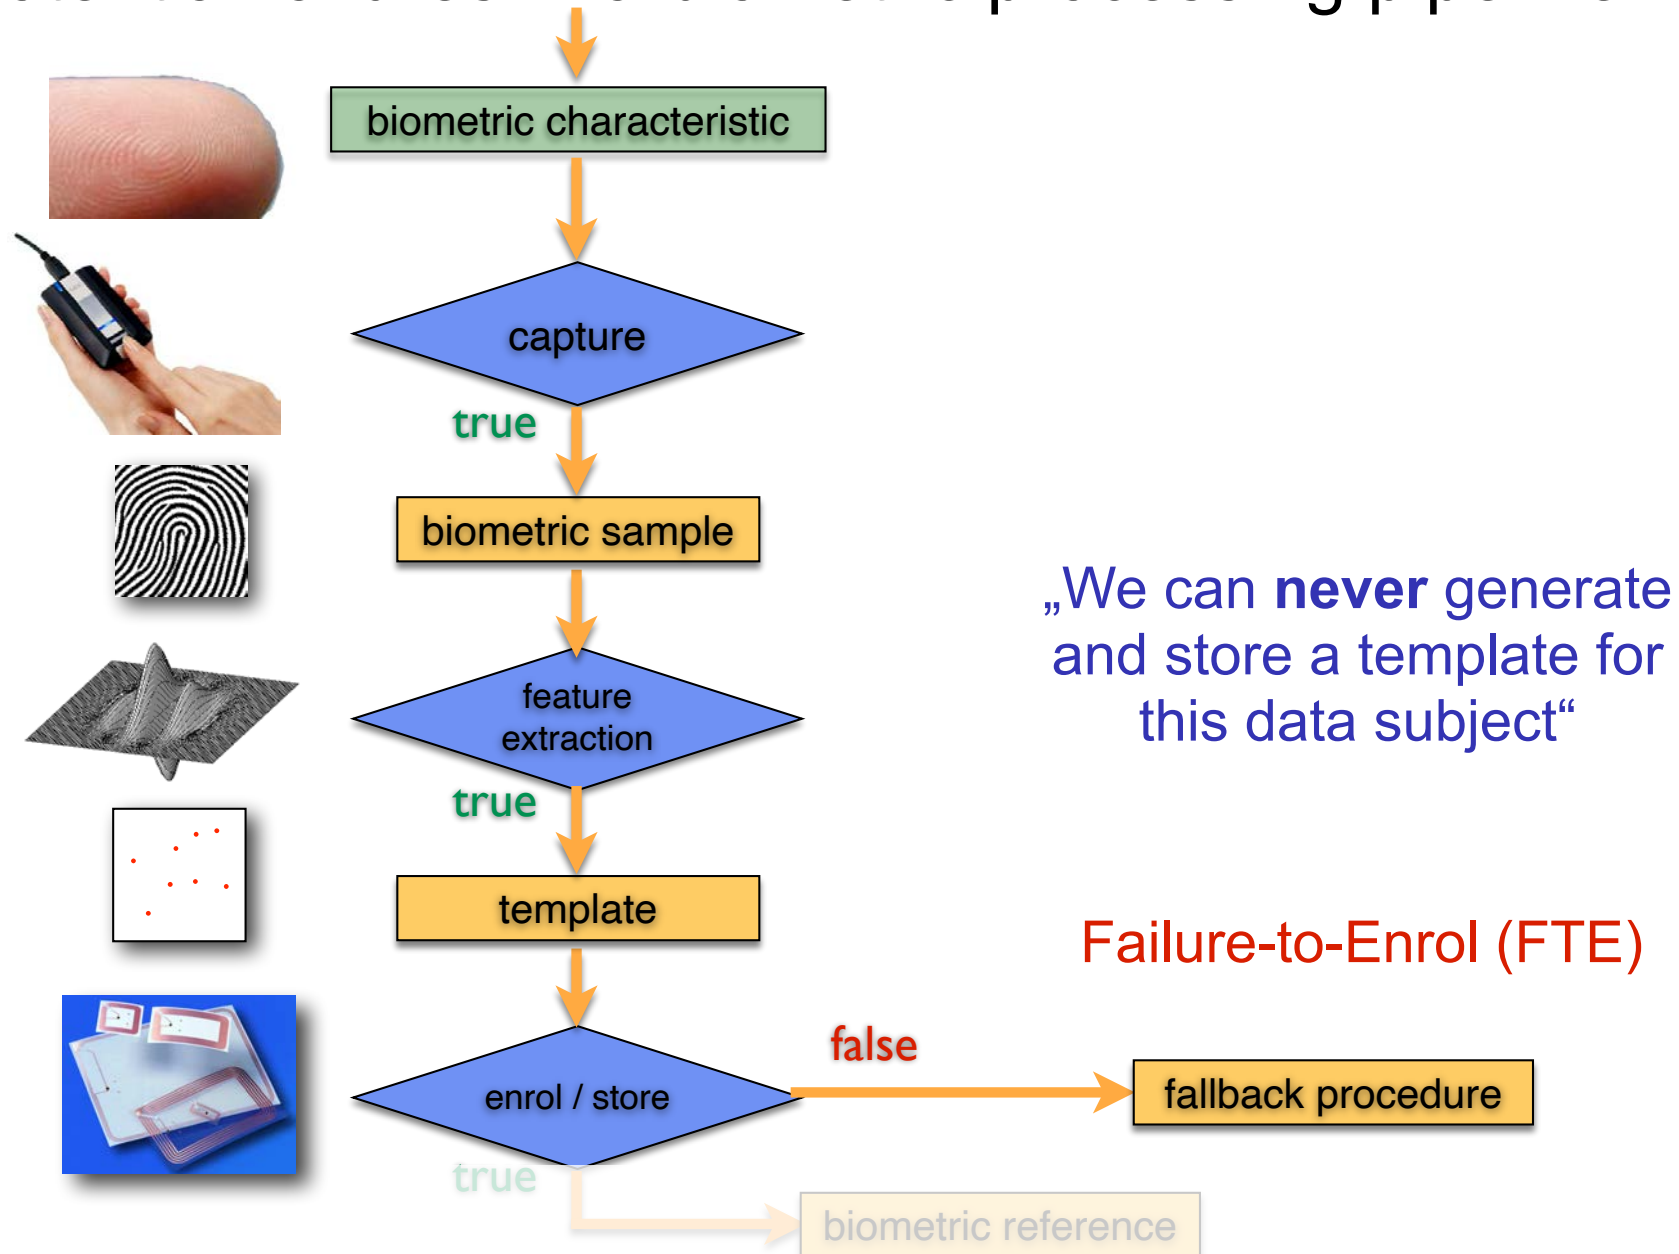 processing
biometric characteristic
capture
true
biometric sample
„We can never generate
and store a template for
this data subject“
feature
extraction
true
template
Failure-to-Enrol (FTE)
false
enrol / store
fallback procedure
true
biometric reference